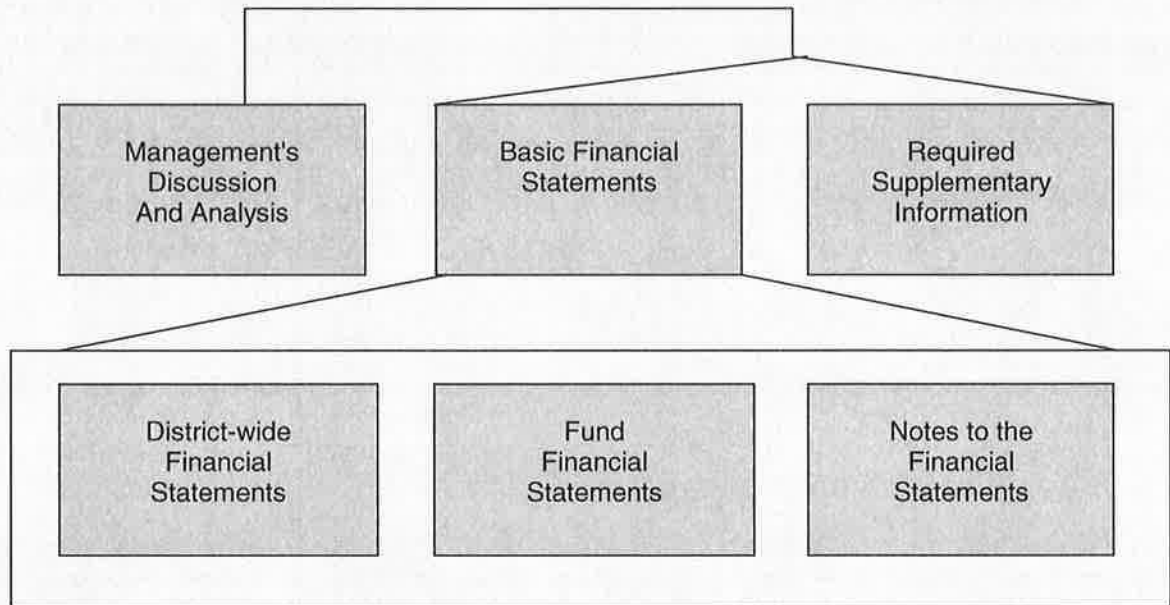 Management's
Discussion
And Analysis
Basic Financial
Statements
Required
Supplementary
Information
District-wide
Financial
Statements
Fund
Financial
Statements
Notes to the
Financial
Statements